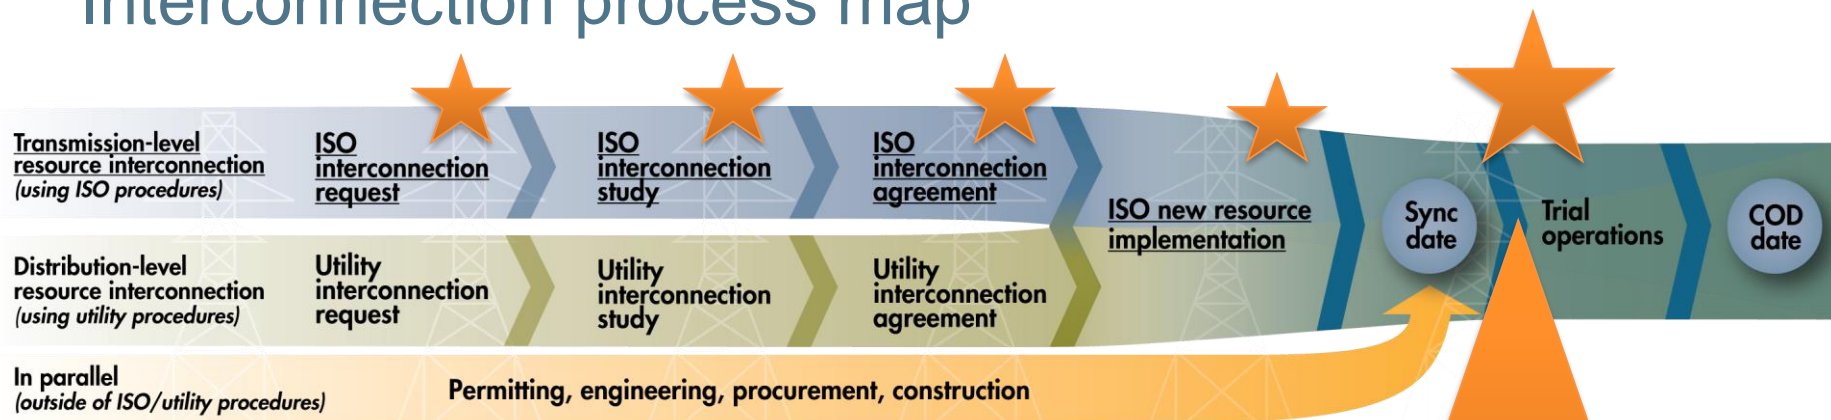 Interconnection process map
Transmission-level
resource interconnection
(using ISO procedures)
ISO
interconnection
request
ISO
interconnection
study
ISO
interconnection
agreement
ISO new resource
implementation
Sync
date
Trial
operations
COD
date
Distribution-level
resource interconnection
(using utility procedures)
Utility
interconnection
request
Utility
interconnection
study
Utility
interconnection
agreement
In parallel
(outside of ISO/utility procedures)
Permitting, engineering, procurement, construction